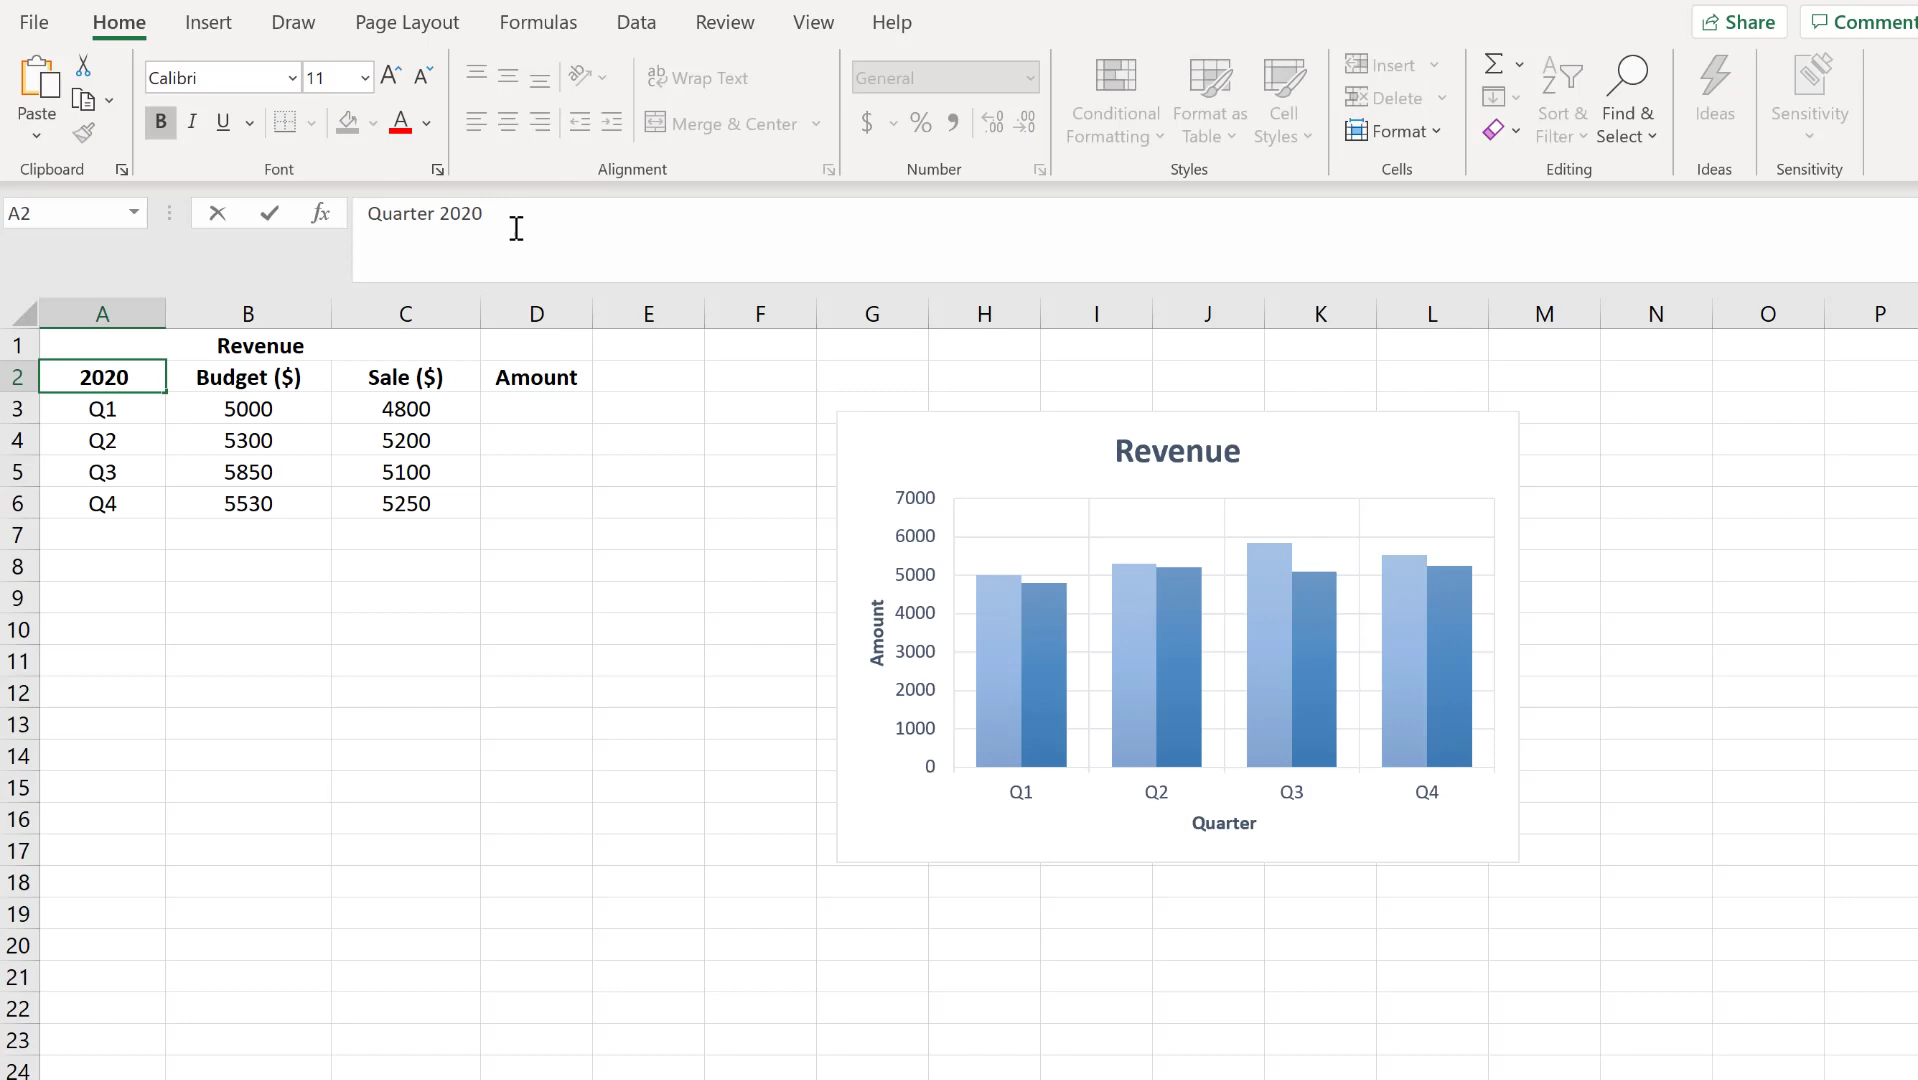 File Home Insert Draw Page Layout Formulas Data Review View Help Share Comment
Calibri 11 ab Wrap Text General Insert
Paste Conditional Format as Cell Delete Sort & Find & Ideas Sensitivity
B I U A Merge & Center $ % Formatting Table Styles Format Filter Select
Clipboard Font Alignment Number Styles Cells Editing Ideas Sensitivity
A2 fx Quarter 2020
A B C D E F G H I J K L M N O P
1 Revenue
2 2020 Budget ($) Sale ($) Amount
3 Q1 5000 4800
4 Q2 5300 5200
5 Q3 5850 5100
6 Q4 5530 5250
7
8
9
10
11
12
13
14
15
16
17
18
19
20
21
22
23
24
Revenue
7000
6000
5000
4000
3000
2000
1000
0
Amount
Q1 Q2 Q3 Q4
Quarter